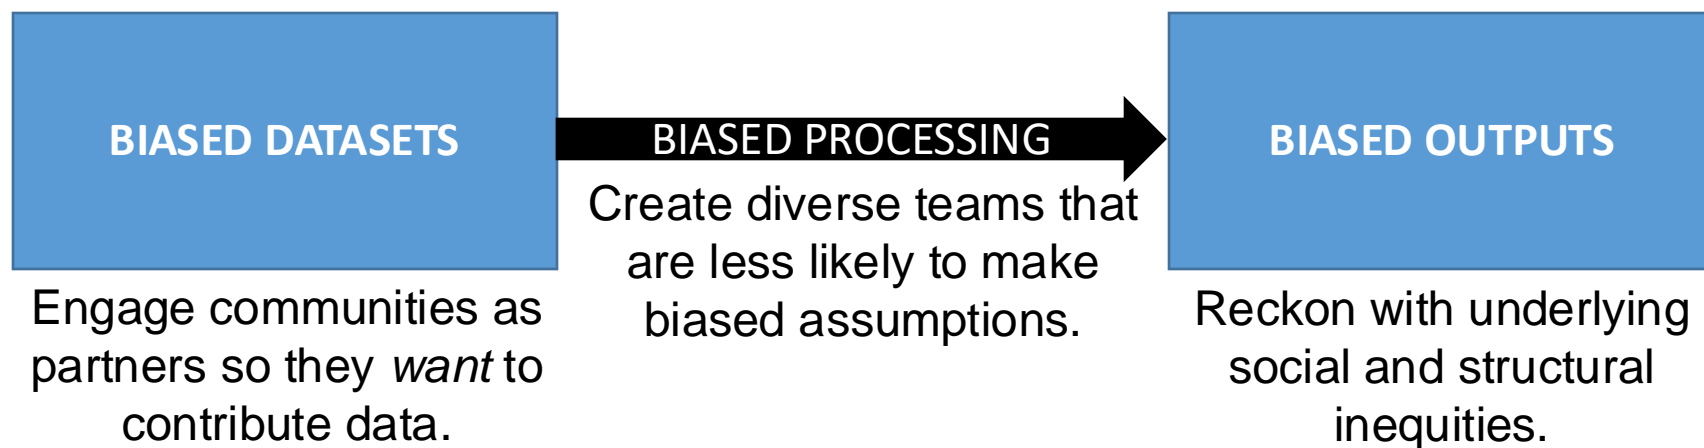 BIASED DATASETS
Engage communities as
partners so they want to
contribute data.
BIASED PROCESSING
Create diverse teams that
are less likely to make
biased assumptions.
BIASED OUTPUTS
Reckon with underlying
social and structural
inequities.